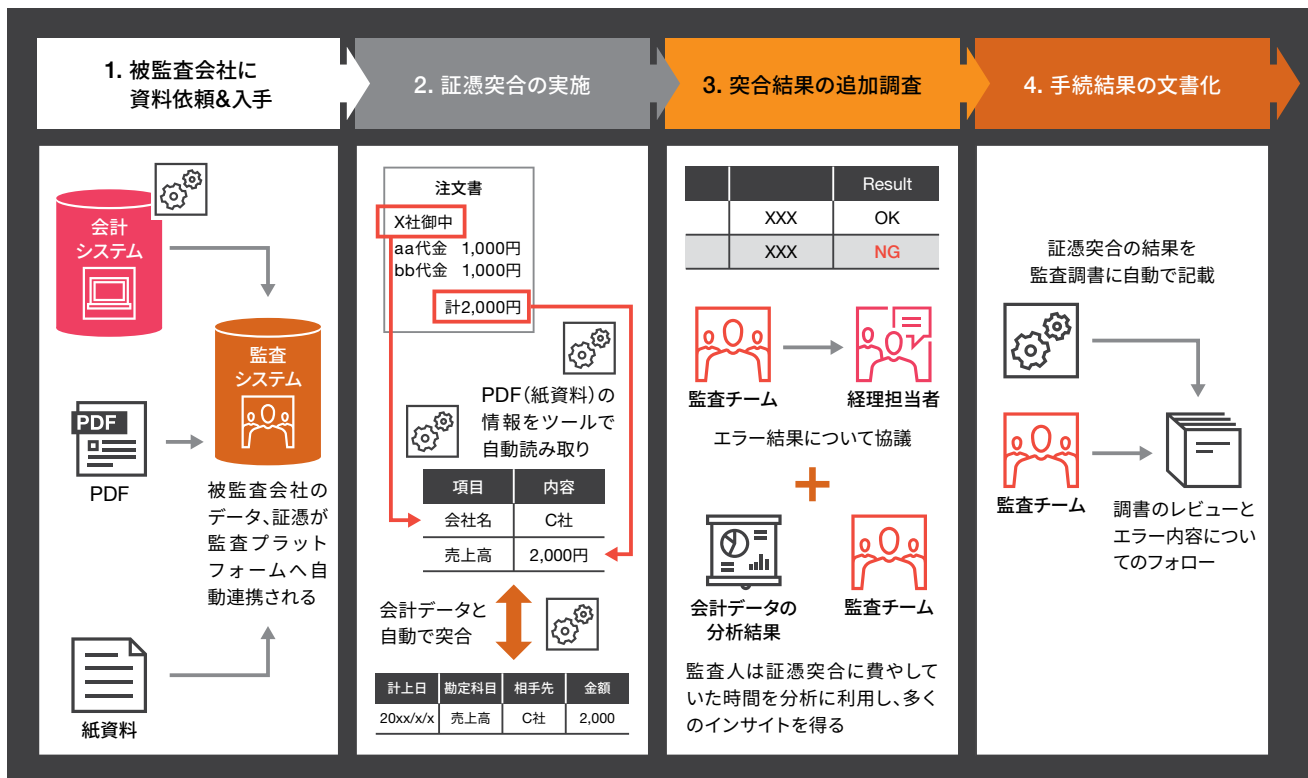 1. 被監査会社に
資料依頼&入手
2. 証憑突合の実施
3. 突合結果の追加調査
4. 手続結果の文書化
会計
システム
監査
システム
PDF
PDF
被監査会社の
データ、証憑が
監査プラット
フォームへ自
動連携される
紙資料
注文書
X社御中
aa代金 1,000円
bb代金 1,000円
計2,000円
PDF(紙資料)の
情報をツールで
自動読み取り
項目 内容
会社名 C社
売上高 2,000円
会計データと
自動で突合
計上日 勘定科目 相手先 金額
20xx/x/x 売上高 C社 2,000
Result
XXX OK
XXX NG
監査チーム 経理担当者
エラー結果について協議
会計データの
分析結果
監査チーム
監査人は証憑突合に費やして
いた時間を分析に利用し、多く
のインサイトを得る
証憑突合の結果を
監査調書に自動で記載
監査チーム
調書のレビューと
エラー内容につい
てのフォロー